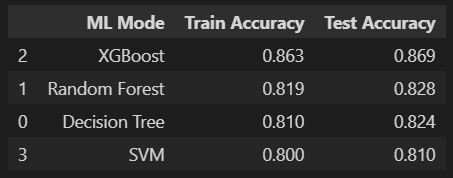 ML Mode Train Accuracy Test Accuracy
2 XGBoost 0.863 0.869
1 Random Forest 0.819 0.828
0 Decision Tree 0.810 0.824
3 SVM 0.800 0.810